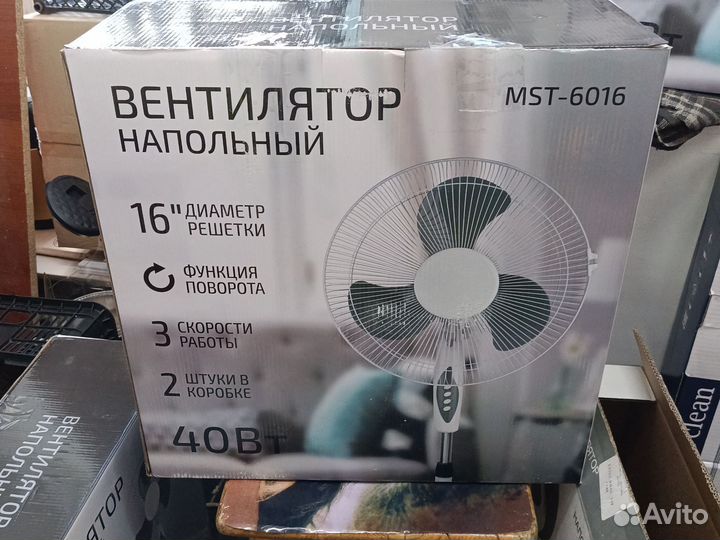 ВЕНТИЛЯТОР
НАПОЛЬНЫЙ
ВЕНТИЛЯТОР
НАПОЛЬНЫЙ
MST-6016
16" ДИАМЕТР
РЕШЕТКИ
ФУНКЦИЯ
ПОВОРОТА
3 СКОРОСТИ
РАБОТЫ
2 ШТУКИ В
КОРОБКЕ
40Вт
ВЕНТИЛЯТОР
clean
Avito